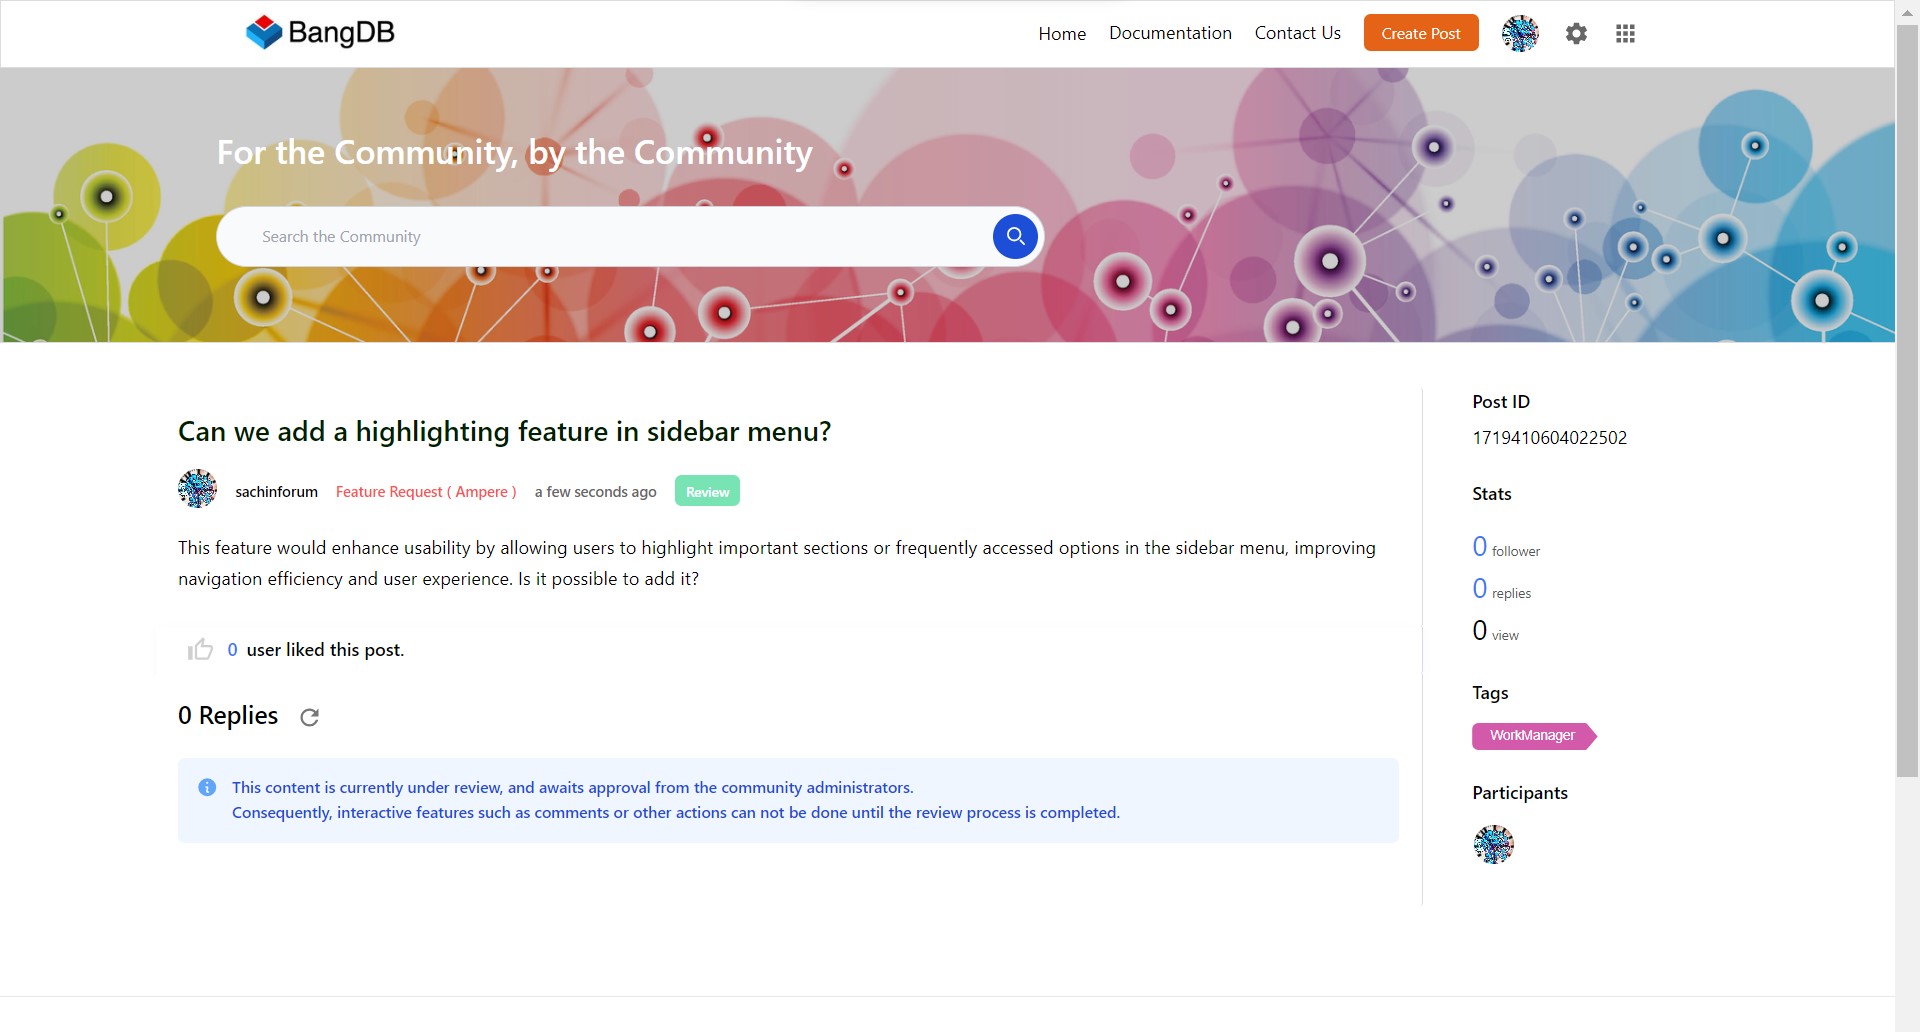 BangDB
Home Documentation Contact Us Create Post
For the Community, by the Community
Search the Community
Can we add a highlighting feature in sidebar menu?
sachinforum Feature Request ( Ampere ) a few seconds ago Review
This feature would enhance usability by allowing users to highlight important sections or frequently accessed options in the sidebar menu, improving
navigation efficiency and user experience. Is it possible to add it?
0 user liked this post.
0 Replies
This content is currently under review, and awaits approval from the community administrators.
Consequently, interactive features such as comments or other actions can not be done until the review process is completed.
Post ID
1719410604022502
Stats
0 follower
0 replies
0 view
Tags
WorkManager
Participants